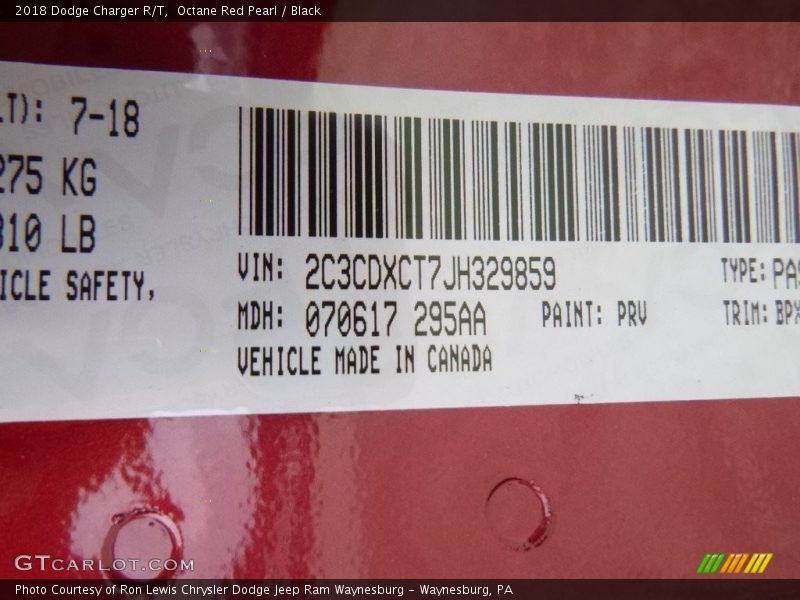 2018 Dodge Charger R/T,  Octane Red Pearl / Black
LT): 7-18
275 KG
310 LB
ICLE SAFETY,
VIN: 2C3CDXCT7JH329859
TYPE: PAS
MDH: 070617 295AA
PAINT: PRV
TRIM: BPX
VEHICLE MADE IN CANADA
GTCARLOT.COM
Photo Courtesy of Ron Lewis Chrysler Dodge Jeep Ram Waynesburg – Waynesburg, PA